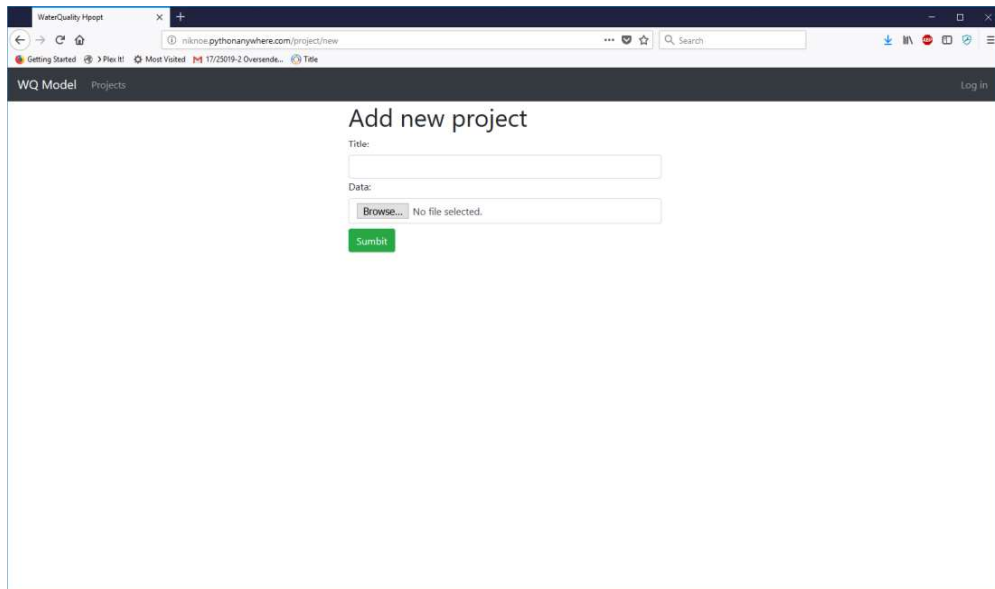 WaterQuality Hpopt
niknoe.pythonanywhere.com/project/new
Search
Getting Started > Plex It! Most Visited 17/25019-2 Oversende... Title
WQ Model Projects Log in
Add new project
Title:
Data:
Browse... No file selected.
Sumbit